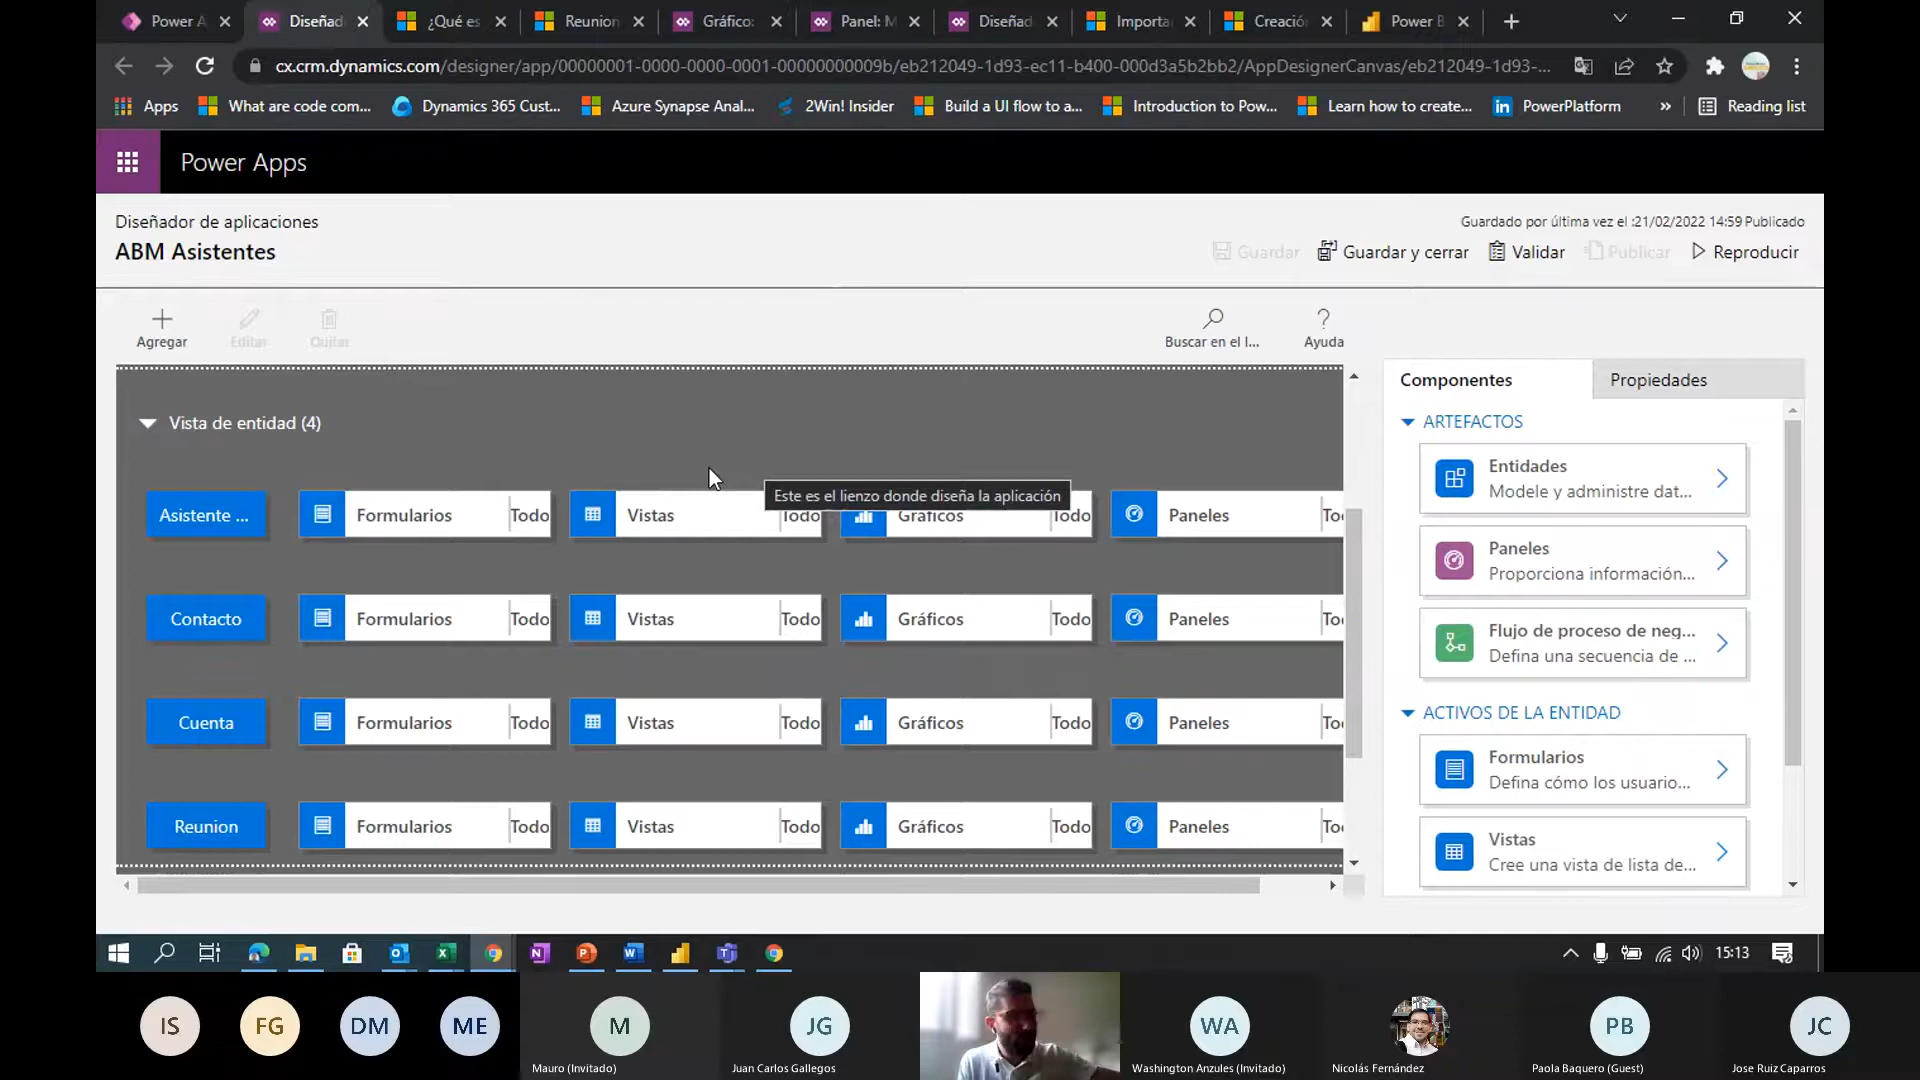 Power A
Diseñad
¿Qué es
Reunion
Gráfico:
Panel: M
Diseñad
Importa
Creació
Power B
cx.crm.dynamics.com/designer/app/00000001-0000-0000-0001-00000000009b/eb212049-1d93-ec11-b400-000d3a5b2bb2/AppDesignerCanvas/eb212049-1d93-...
Apps
What are code com...
Dynamics 365 Cust...
Azure Synapse Anal...
2Win! Insider
Build a UI flow to a...
Introduction to Pow...
Learn how to create...
PowerPlatform
»
Reading list
Power Apps
Diseñador de aplicaciones
ABM Asistentes
Guardado por última vez el :21/02/2022 14:59 Publicado
Guardar
Guardar y cerrar
Validar
Publicar
Reproducir
Agregar
Editar
Quitar
Buscar en el l...
Ayuda
Vista de entidad (4)
Este es el lienzo donde diseña la aplicación
Asistente ... Formularios Todo Vistas Todo Gráficos Todo Paneles To
Contacto Formularios Todo Vistas Todo Gráficos Todo Paneles To
Cuenta Formularios Todo Vistas Todo Gráficos Todo Paneles To
Reunion Formularios Todo Vistas Todo Gráficos Todo Paneles To
Componentes
Propiedades
ARTEFACTOS
Entidades
Modele y administre dat...
Paneles
Proporciona información...
Flujo de proceso de neg...
Defina una secuencia de ...
ACTIVOS DE LA ENTIDAD
Formularios
Defina cómo los usuario...
Vistas
Cree una vista de lista de...
15:13
IS
FG
DM
ME
M
JG
WA
PB
JC
Mauro (Invitado)
Juan Carlos Gallegos
Washington Anzules (Invitado)
Nicolás Fernández
Paola Baquero (Guest)
Jose Ruiz Caparros